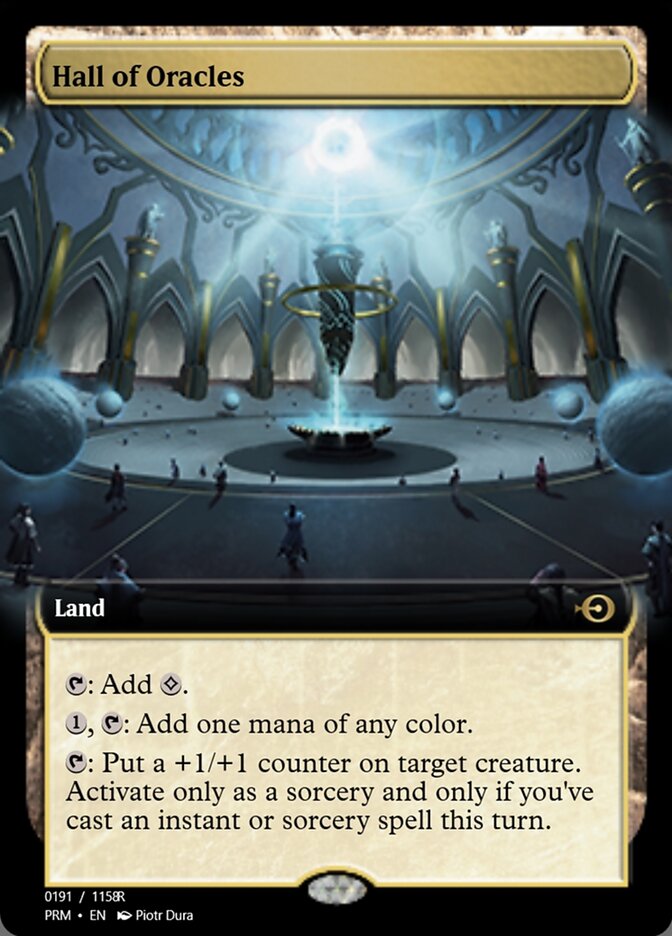 Hall of Oracles
Land
: Add .
1, : Add one mana of any color.
: Put a +1/+1 counter on target creature.
Activate only as a sorcery and only if you've
cast an instant or sorcery spell this turn.
0191 / 1158R
PRM • EN Piotr Dura